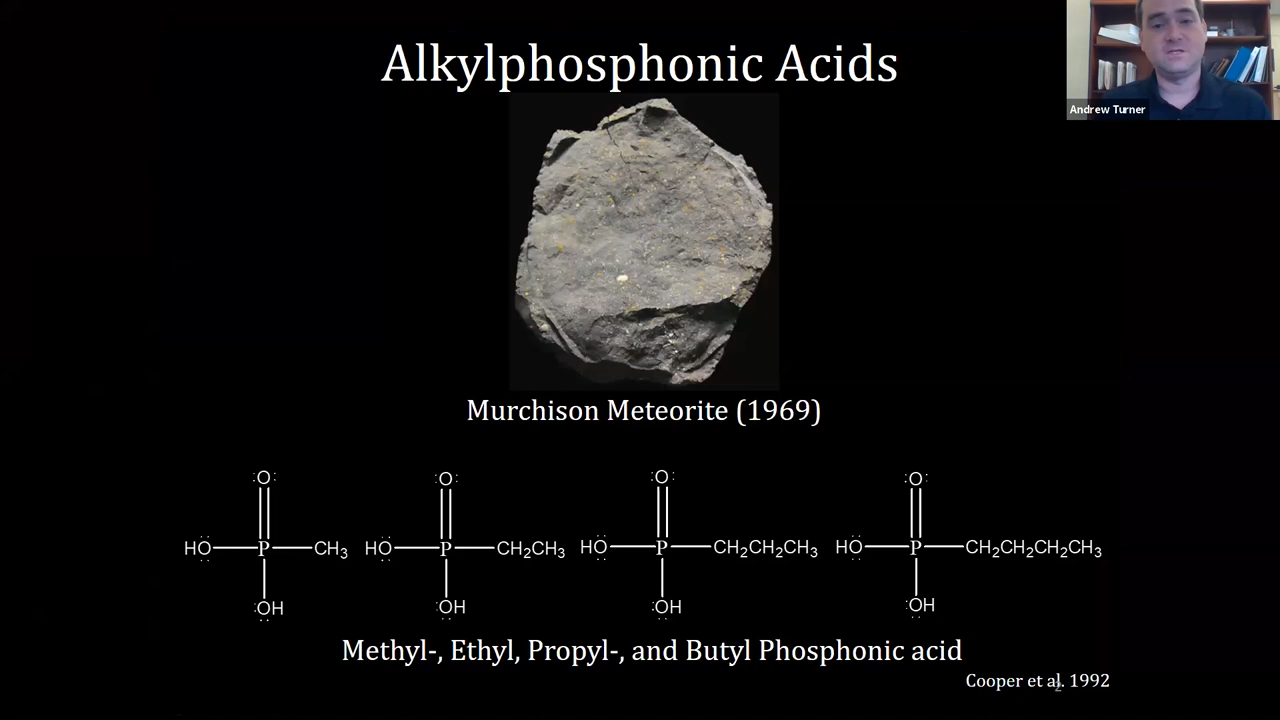 Alkylphosphonic Acids
Andrew Turner
Murchison Meteorite (1969)
:O: :O: :O: :O:
HO P CH₃ HO P CH₂CH₃ HO P CH₂CH₂CH₃ HO P CH₂CH₂CH₂CH₃
:OH :OH :OH :OH
Methyl-, Ethyl, Propyl-, and Butyl Phosphonic acid
Cooper et al. 1992
2